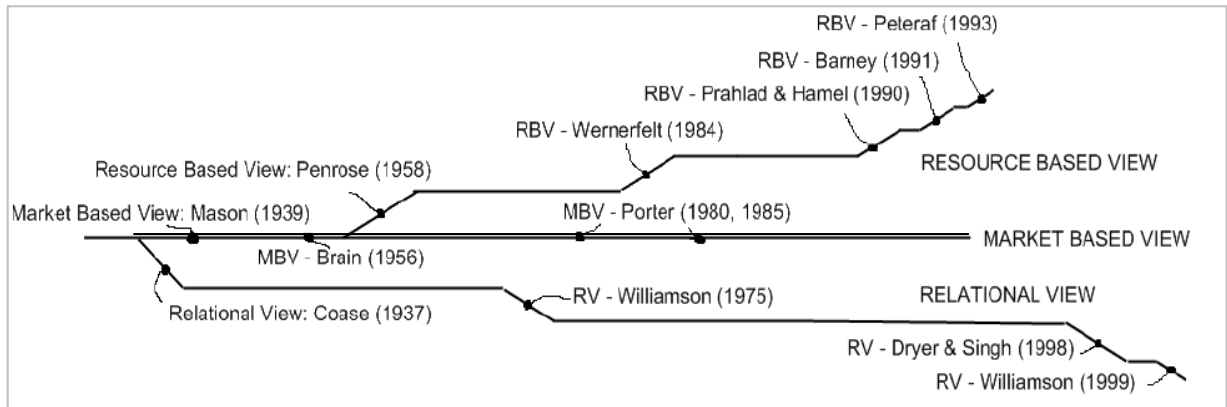 RBV - Peteraf (1993)
RBV - Barney (1991)
RBV - Prahlad & Hamel (1990)
RBV - Wernerfelt (1984)
RESOURCE BASED VIEW
Resource Based View: Penrose (1958)
Market Based View: Mason (1939)
MBV - Porter (1980, 1985)
MARKET BASED VIEW
MBV - Brain (1956)
RV - Williamson (1975)
RELATIONAL VIEW
Relational View: Coase (1937)
RV - Dryer & Singh (1998)
RV - Williamson (1999)